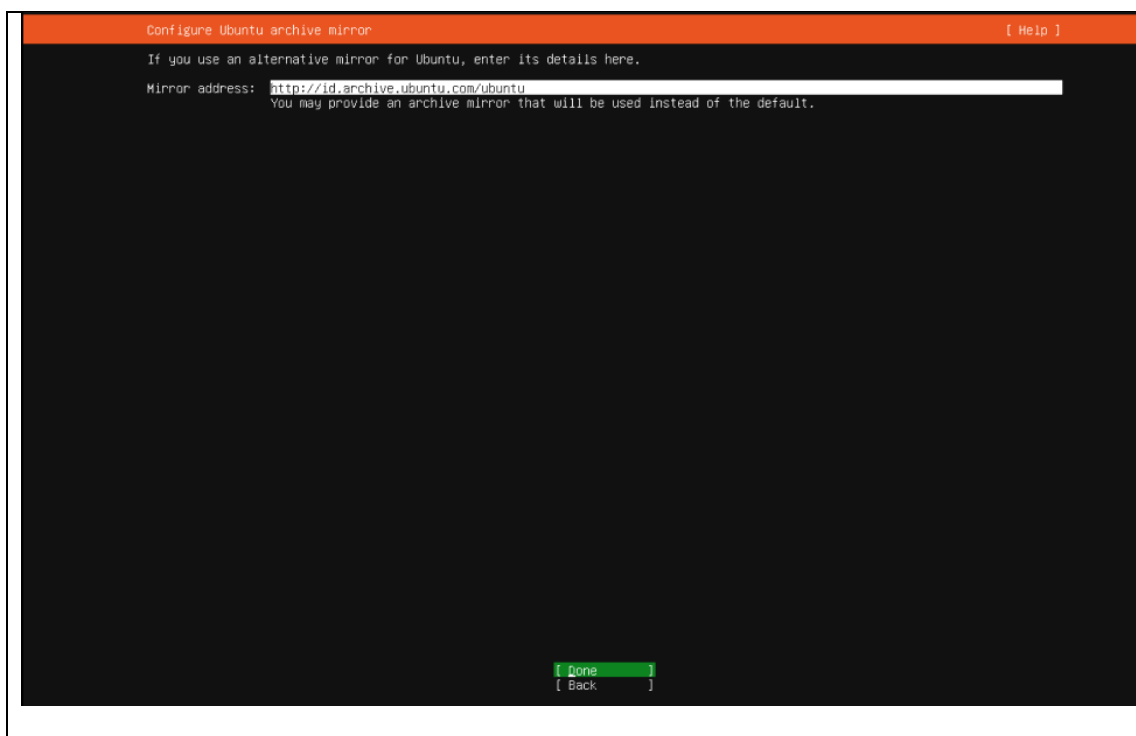 Configure Ubuntu archive mirror [ Help ]
If you use an alternative mirror for Ubuntu, enter its details here.
Mirror address: http://id.archive.ubuntu.com/ubuntu
You may provide an archive mirror that will be used instead of the default.
[ Done ]
[ Back ]